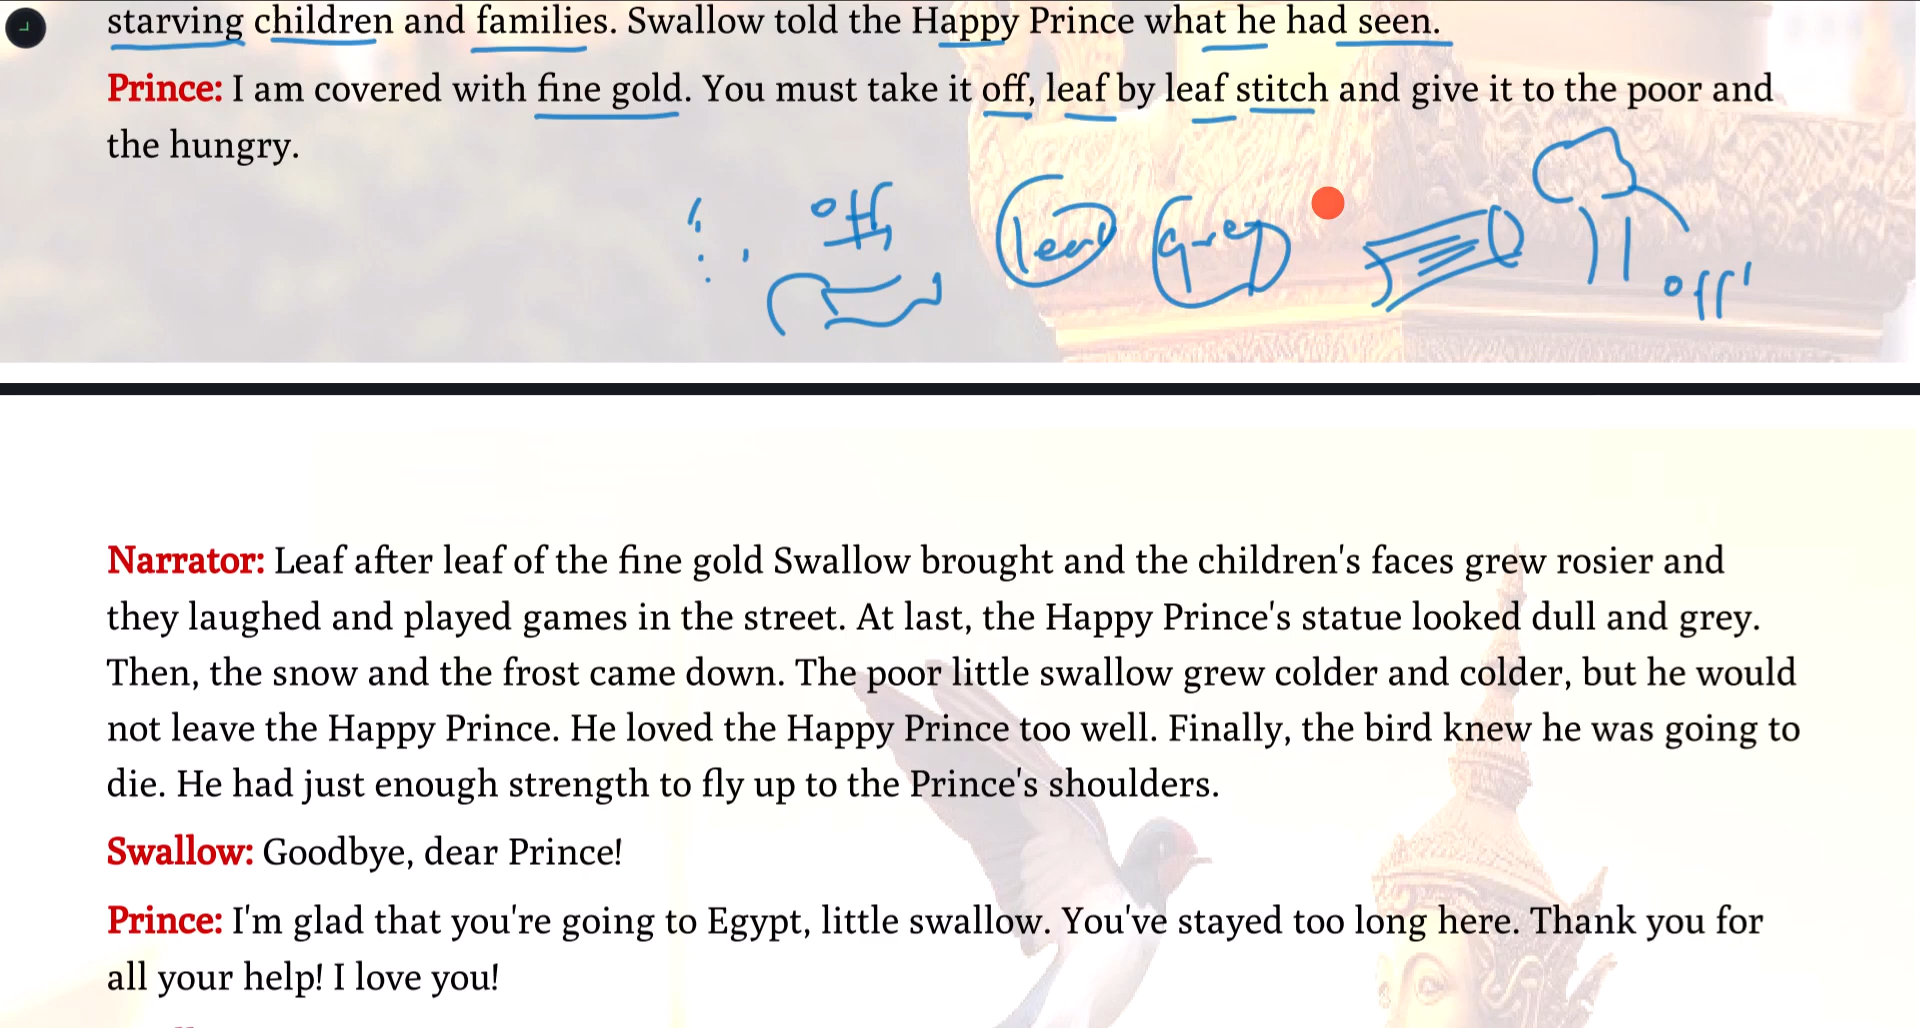 starving children and families. Swallow told the Happy Prince what he had seen.
Prince: I am covered with fine gold. You must take it off, leaf by leaf stitch and give it to the poor and
the hungry.
off
Grey
off
Narrator: Leaf after leaf of the fine gold Swallow brought and the children's faces grew rosier and
they laughed and played games in the street. At last, the Happy Prince's statue looked dull and grey.
Then, the snow and the frost came down. The poor little swallow grew colder and colder, but he would
not leave the Happy Prince. He loved the Happy Prince too well. Finally, the bird knew he was going to
die. He had just enough strength to fly up to the Prince's shoulders.
Swallow: Goodbye, dear Prince!
Prince: I'm glad that you're going to Egypt, little swallow. You've stayed too long here. Thank you for
all your help! I love you!